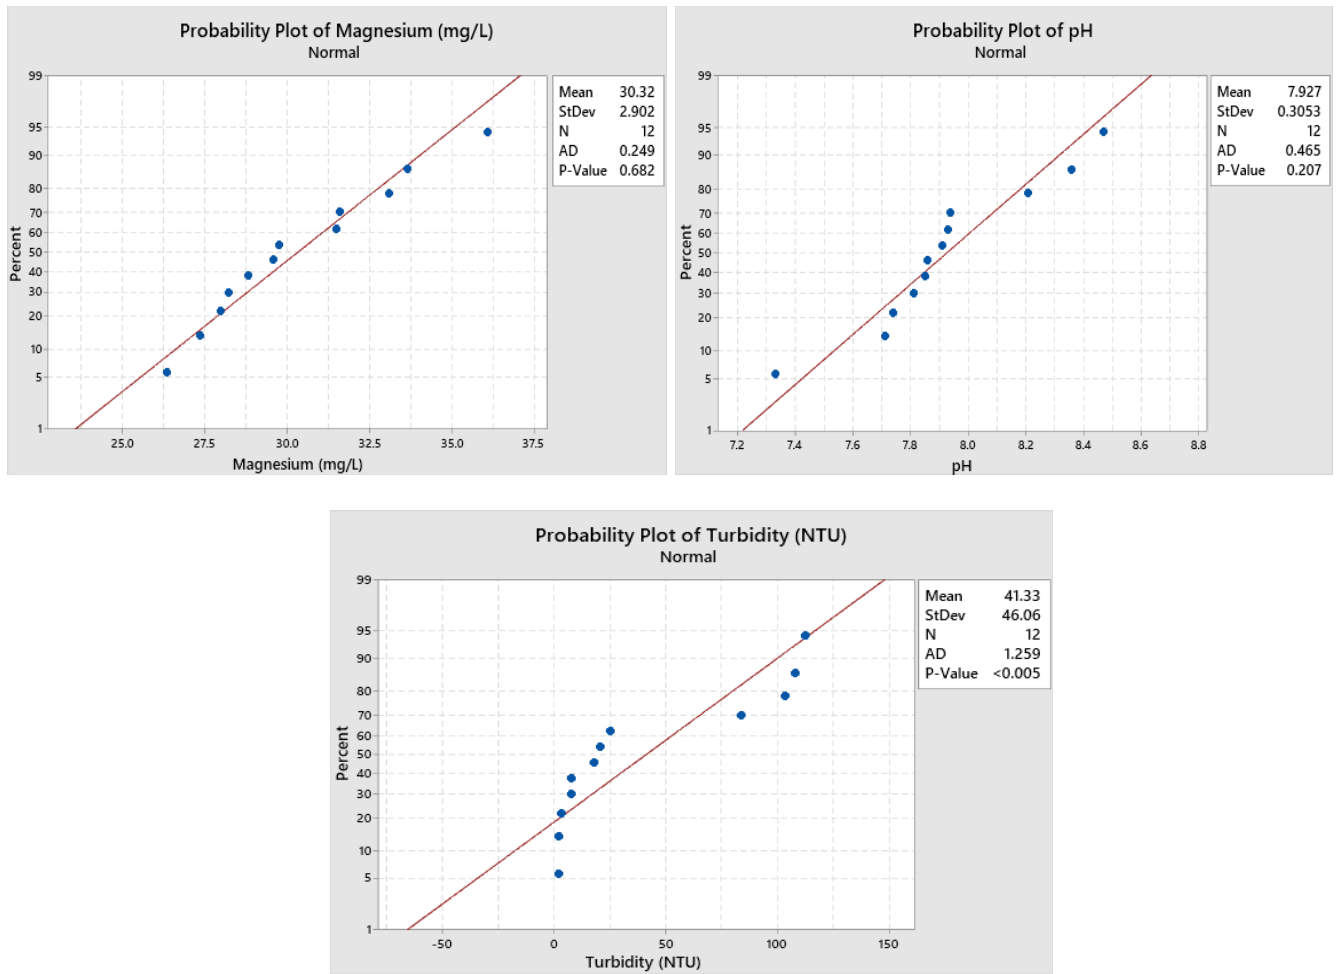 Probability Plot of Magnesium (mg/L)
Normal
99
95
90
80
70
60
50
40
30
20
10
5
1
Percent
25.0 27.5 30.0 32.5 35.0 37.5
Magnesium (mg/L)
Mean 30.32
StDev 2.902
N 12
AD 0.249
P-Value 0.682
Probability Plot of pH
Normal
99
95
90
80
70
60
50
40
30
20
10
5
1
Percent
7.2 7.4 7.6 7.8 8.0 8.2 8.4 8.6 8.8
pH
Mean 7.927
StDev 0.3053
N 12
AD 0.465
P-Value 0.207
Probability Plot of Turbidity (NTU)
Normal
99
95
90
80
70
60
50
40
30
20
10
5
1
Percent
-50 0 50 100 150
Turbidity (NTU)
Mean 41.33
StDev 46.06
N 12
AD 1.259
P-Value <0.005